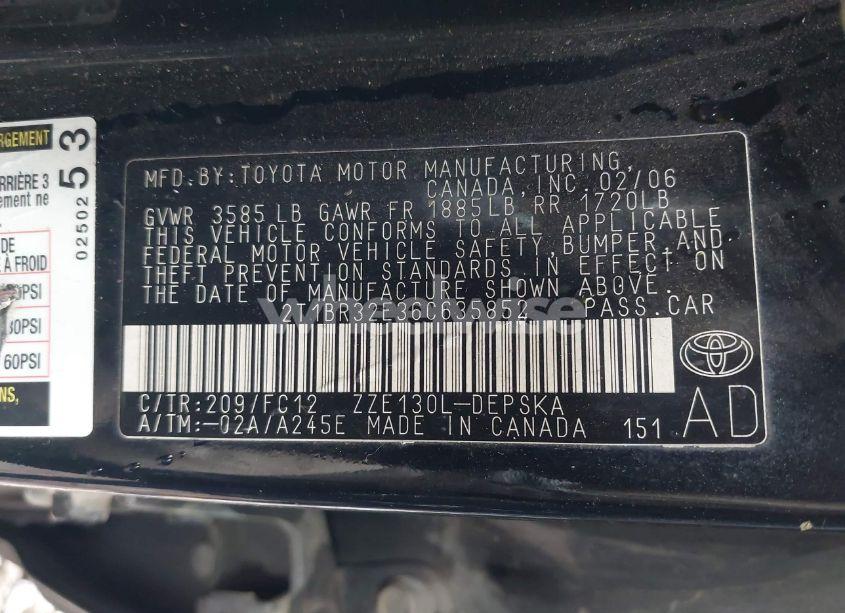 RGEMENT
RRIÈRE 3
ement ne
DE
À FROID
PSI
30PSI
60PSI
NS,
02502 53
MFD. BY: TOYOTA MOTOR MANUFACTURING,
CANADA, INC. 02/06
GVWR 3585 LB GAWR FR 1885LB RR 1720LB
THIS VEHICLE CONFORMS TO ALL APPLICABLE
FEDERAL MOTOR VEHICLE SAFETY, BUMPER, AND
THEFT PREVENTION STANDARDS IN EFFECT ON
THE DATE OF MANUFACTURE SHOWN ABOVE.
PASS.CAR
wheelwise
C/TR: 209/FC12 ZZE130L-DEPSKA
A/TM:-02A/A245E MADE IN CANADA 151
AD